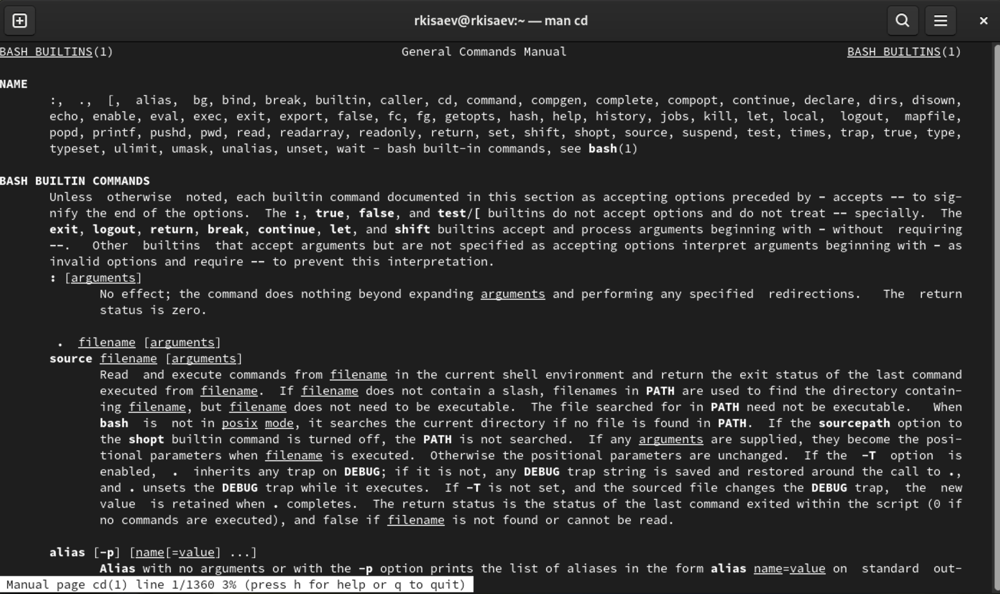 rkisaev@rkisaev:~ — man cd
BASH BUILTINS(1) General Commands Manual BASH BUILTINS(1)
NAME
:, ., [, alias, bg, bind, break, builtin, caller, cd, command, compgen, complete, compopt, continue, declare, dirs, disown,
echo, enable, eval, exec, exit, export, false, fc, fg, getopts, hash, help, history, jobs, kill, let, local, logout, mapfile,
popd, printf, pushd, pwd, read, readarray, readonly, return, set, shift, shopt, source, suspend, test, times, trap, true, type,
typeset, ulimit, umask, unalias, unset, wait - bash built-in commands, see bash(1)
BASH BUILTIN COMMANDS
Unless otherwise noted, each builtin command documented in this section as accepting options preceded by - accepts -- to sig-
nify the end of the options. The :, true, false, and test/[ builtins do not accept options and do not treat -- specially. The
exit, logout, return, break, continue, let, and shift builtins accept and process arguments beginning with - without requiring
--. Other builtins that accept arguments but are not specified as accepting options interpret arguments beginning with - as
invalid options and require -- to prevent this interpretation.
: [arguments]
No effect; the command does nothing beyond expanding arguments and performing any specified redirections. The return
status is zero.
. filename [arguments]
source filename [arguments]
Read and execute commands from filename in the current shell environment and return the exit status of the last command
executed from filename. If filename does not contain a slash, filenames in PATH are used to find the directory contain-
ing filename, but filename does not need to be executable. The file searched for in PATH need not be executable. When
bash is not in posix mode, it searches the current directory if no file is found in PATH. If the sourcepath option to
the shopt builtin command is turned off, the PATH is not searched. If any arguments are supplied, they become the posi-
tional parameters when filename is executed. Otherwise the positional parameters are unchanged. If the -T option is
enabled, . inherits any trap on DEBUG; if it is not, any DEBUG trap string is saved and restored around the call to .,
and . unsets the DEBUG trap while it executes. If -T is not set, and the sourced file changes the DEBUG trap, the new
value is retained when . completes. The return status is the status of the last command exited within the script (0 if
no commands are executed), and false if filename is not found or cannot be read.
alias [-p] [name[=value] ...]
Alias with no arguments or with the -p option prints the list of aliases in the form alias name=value on standard out-
Manual page cd(1) line 1/1360 3% (press h for help or q to quit)